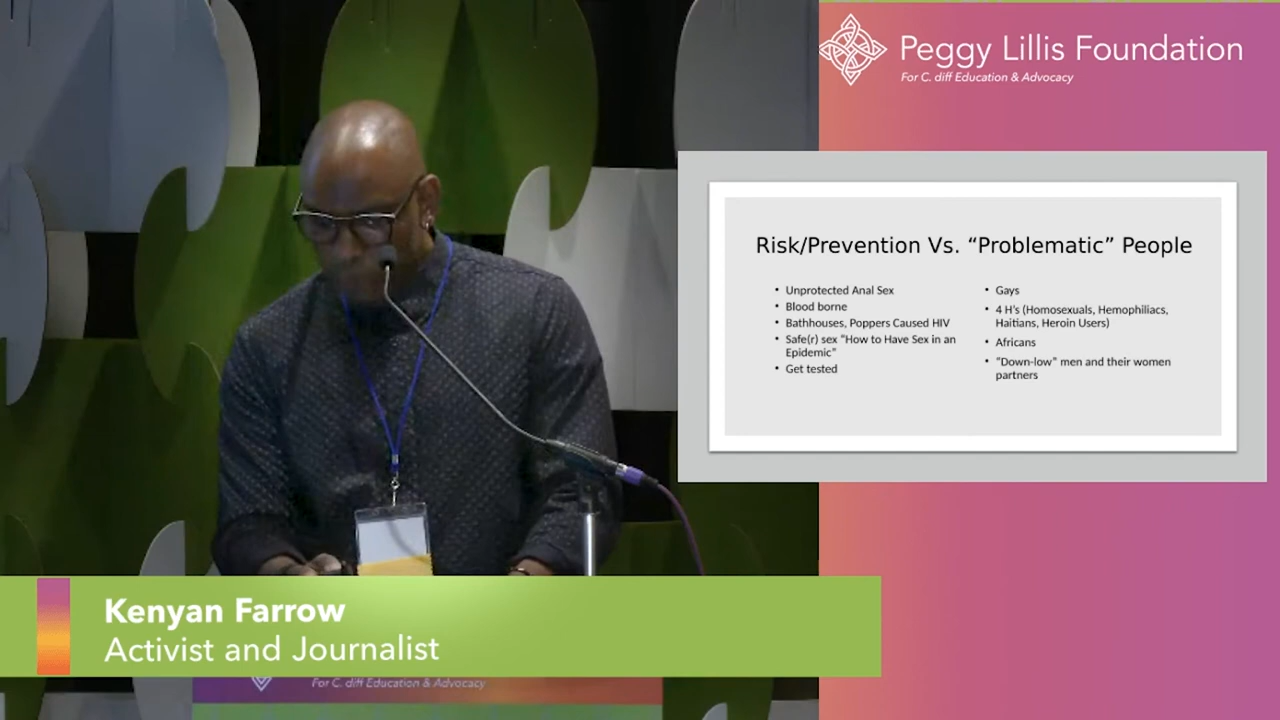 Peggy Lillis Foundation
For C. diff Education & Advocacy
Risk/Prevention Vs. “Problematic” People
• Unprotected Anal Sex
• Blood borne
• Bathhouses, Poppers Caused HIV
• Safe(r) sex “How to Have Sex in an
Epidemic”
• Get tested
• Gays
• 4 H’s (Homosexuals, Hemophiliacs,
Haitians, Heroin Users)
• Africans
• “Down-low” men and their women
partners
Kenyan Farrow
Activist and Journalist
For C. diff Education & Advocacy